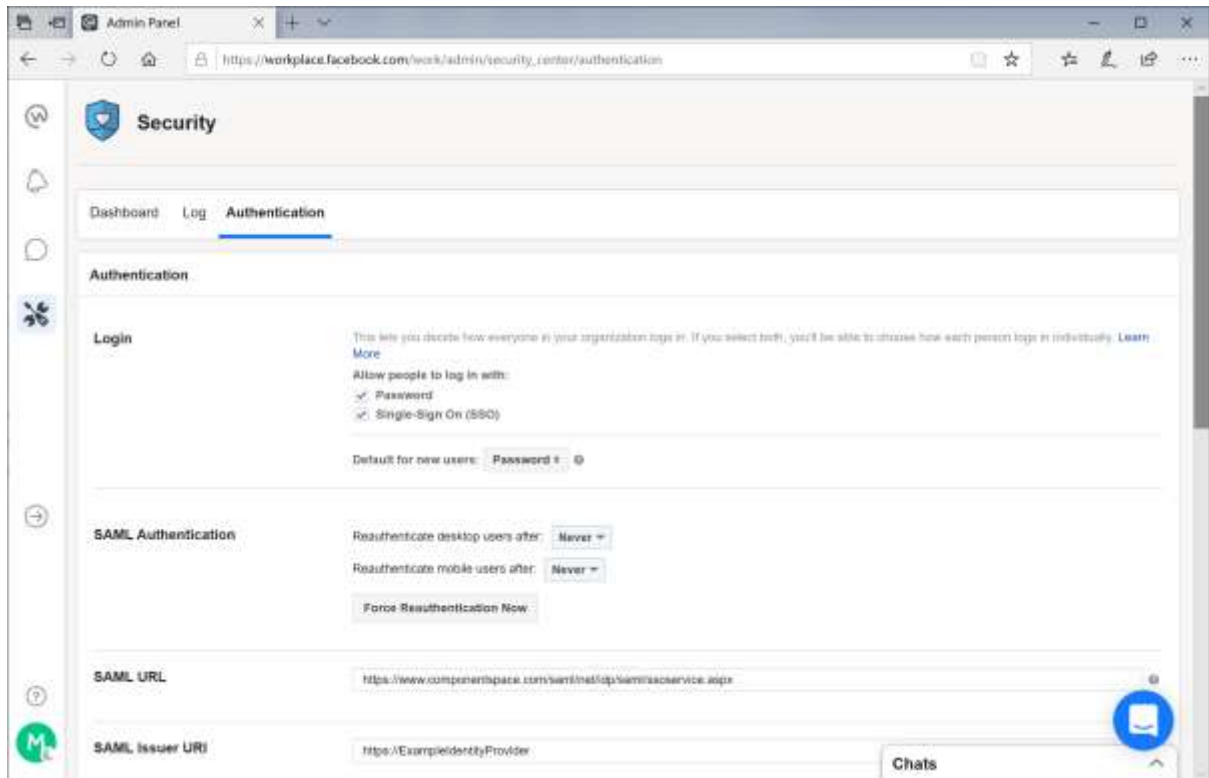 Admin Panel
https://workplace.facebook.com/work/admin/security_center/authentication
Security
Dashboard Log Authentication
Authentication
Login
This lets you decide how everyone in your organization logs in. If you select both, you'll be able to choose how each person logs in individually. Learn
More
Allow people to log in with:
Password
Single-Sign On (SSO)
Default for new users: Password
SAML Authentication
Reauthenticate desktop users after: Never
Reauthenticate mobile users after: Never
Force Reauthentication Now
SAML URL
https://www.componentspace.com/saml/net/idp/saml/ssoservice.aspx
SAML Issuer URI
https://ExampleIdentityProvider
Chats